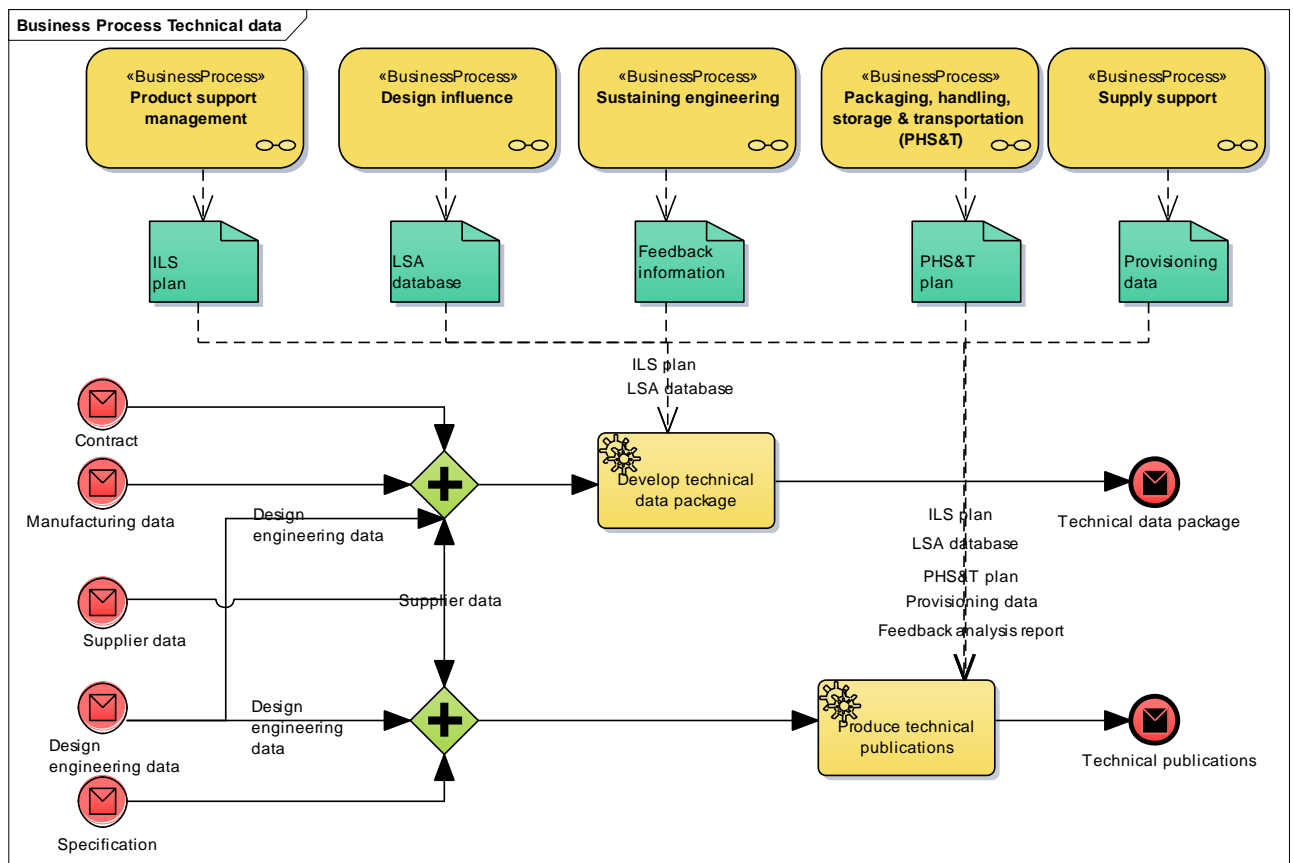 Business Process Technical data
«BusinessProcess»
Product support
management
«BusinessProcess»
Design influence
«BusinessProcess»
Sustaining engineering
«BusinessProcess»
Packaging, handling,
storage & transportation
(PHS&T)
«BusinessProcess»
Supply support
ILS
plan
LSA
database
Feedback
information
PHS&T
plan
Provisioning
data
ILS plan
LSA database
Contract
Develop technical
data package
Manufacturing data
Design
engineering data
Technical data package
ILS plan
LSA database
PHS&T plan
Provisioning data
Feedback analysis report
Supplier data
Supplier data
Design
engineering data
Design
engineering
data
Produce technical
publications
Technical publications
Specification